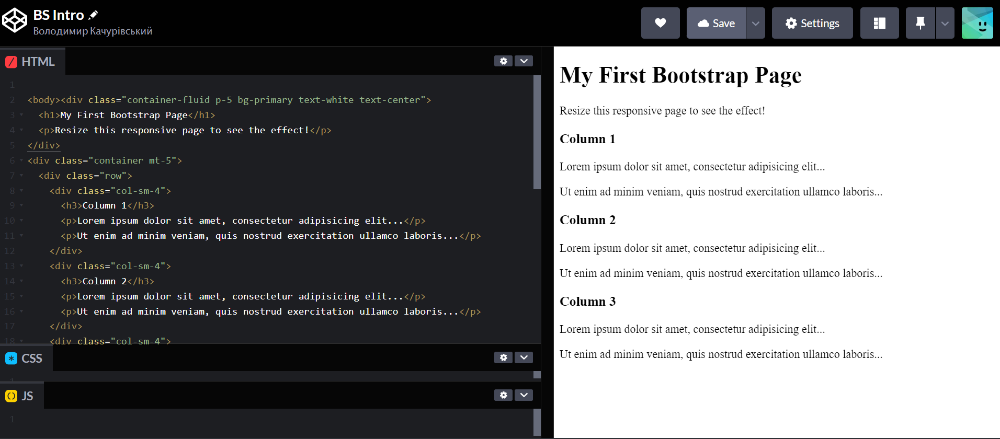 BS Intro
Володимир Качурівський
Save
Settings
HTML
1
2 <body><div class="container-fluid p-5 bg-primary text-white text-center">
3 <h1>My First Bootstrap Page</h1>
4 <p>Resize this responsive page to see the effect!</p>
5 </div>
6 <div class="container mt-5">
7 <div class="row">
8 <div class="col-sm-4">
9 <h3>Column 1</h3>
10 <p>Lorem ipsum dolor sit amet, consectetur adipisicing elit...</p>
11 <p>Ut enim ad minim veniam, quis nostrud exercitation ullamco laboris...</p>
12 </div>
13 <div class="col-sm-4">
14 <h3>Column 2</h3>
15 <p>Lorem ipsum dolor sit amet, consectetur adipisicing elit...</p>
16 <p>Ut enim ad minim veniam, quis nostrud exercitation ullamco laboris...</p>
17 </div>
18 <div class="col-sm-4">
CSS
1
JS
1
My First Bootstrap Page
Resize this responsive page to see the effect!
Column 1
Lorem ipsum dolor sit amet, consectetur adipisicing elit...
Ut enim ad minim veniam, quis nostrud exercitation ullamco laboris...
Column 2
Lorem ipsum dolor sit amet, consectetur adipisicing elit...
Ut enim ad minim veniam, quis nostrud exercitation ullamco laboris...
Column 3
Lorem ipsum dolor sit amet, consectetur adipisicing elit...
Ut enim ad minim veniam, quis nostrud exercitation ullamco laboris...